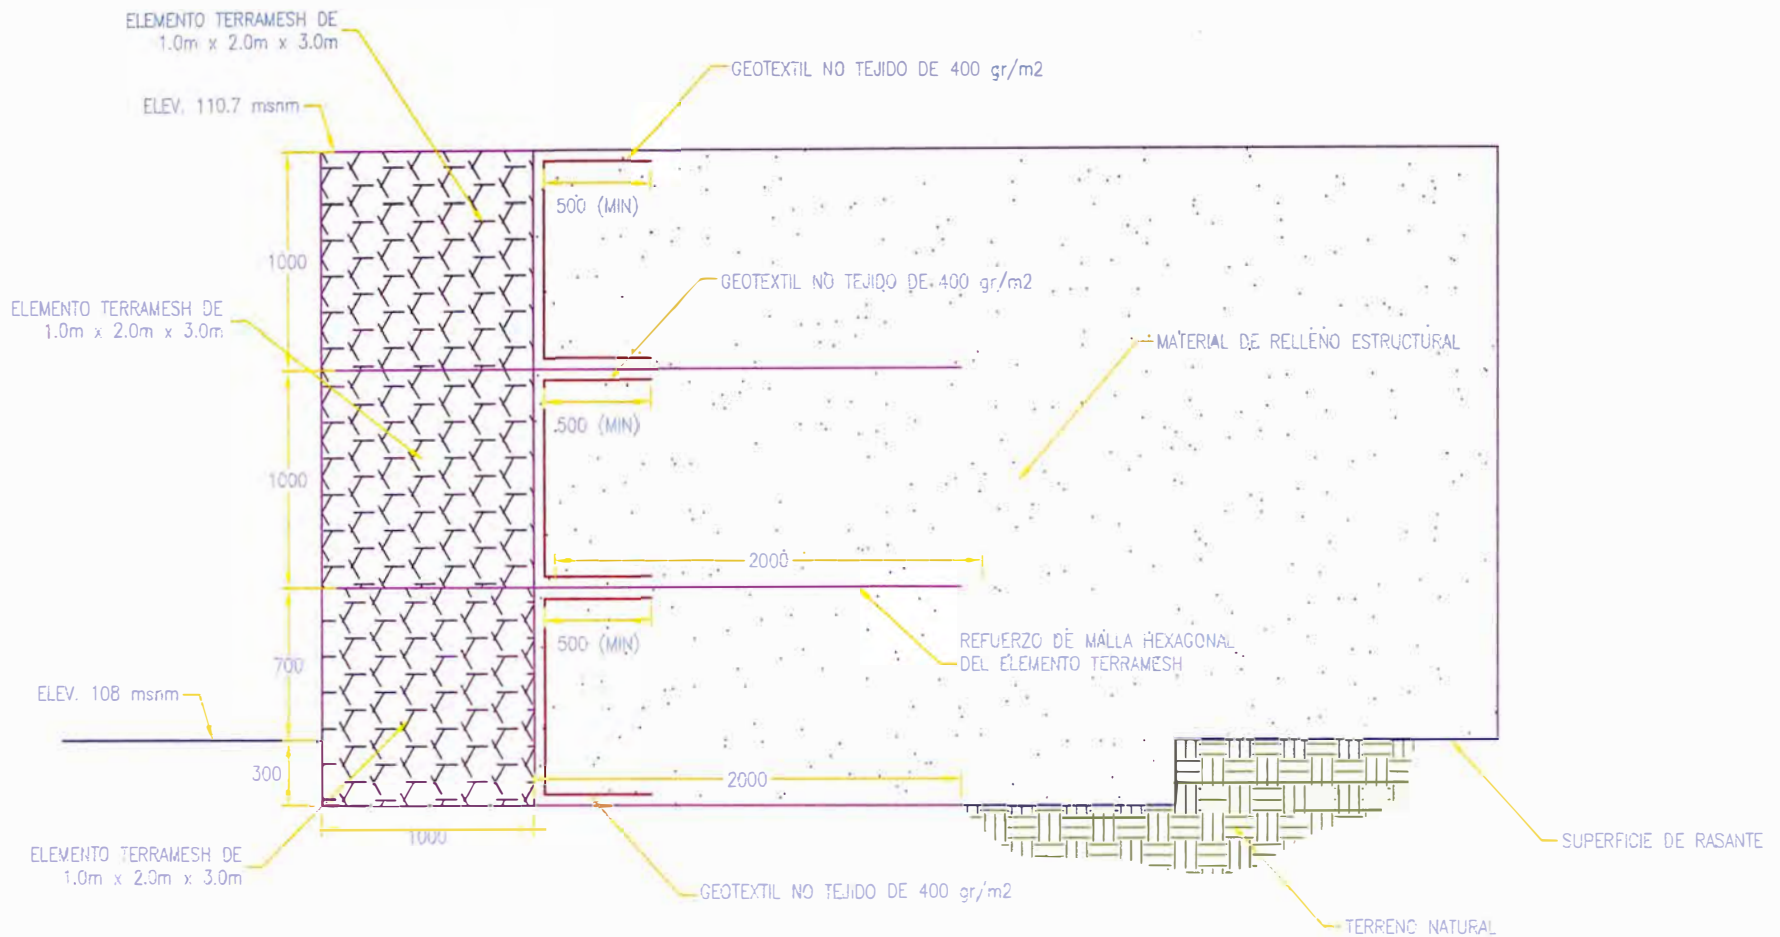 ELEMENTO TERRAMESH DE
1.0m x 2.0m x 3.0m
GEOTEXTIL NO TEJIDO DE 400 gr/m2
ELEV. 110.7 msnm
500 (MIN)
1000
GEOTEXTIL NO TEJIDO DE 400 gr/m2
ELEMENTO TERRAMESH DE
1.0m x 2.0m x 3.0m
MATERIAL DE RELLENO ESTRUCTURAL
500 (MIN)
1000
2000
500 (MIN)
REFUERZO DE MALLA HEXAGONAL
DEL ELEMENTO TERRAMESH
700
ELEV. 108 msnm
300
2000
1000
SUPERFICIE DE RASANTE
ELEMENTO TERRAMESH DE
1.0m x 2.0m x 3.0m
GEOTEXTIL NO TEJIDO DE 400 gr/m2
TERRENO NATURAL